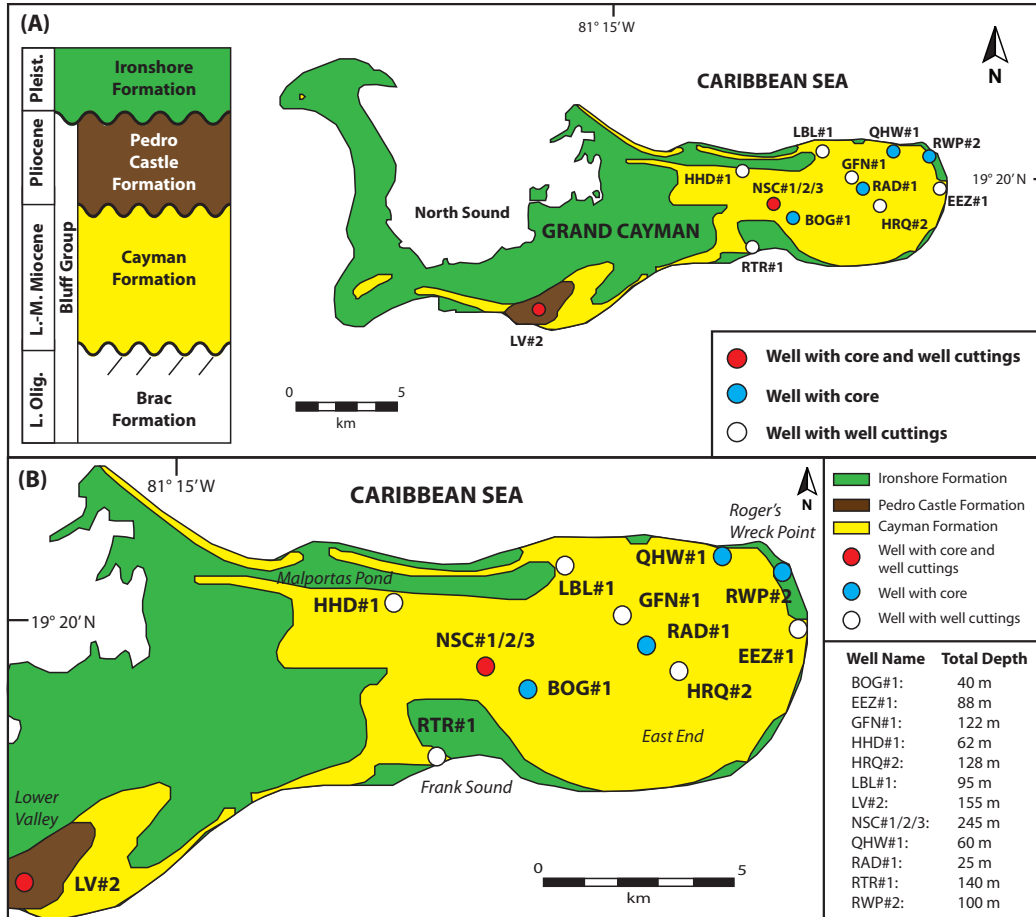 (A)
81° 15’ W
Pleist.
Ironshore
Formation
Pliocene
Pedro
Castle
Formation
L.-M. Miocene
Bluff Group
Cayman
Formation
L. Olig.
Brac
Formation
N
CARIBBEAN SEA
LBL#1
QHW#1
RWP#2
GFN#1
HHD#1
NSC#1/2/3
RAD#1
19° 20’ N
EEZ#1
North Sound
GRAND CAYMAN
BOG#1
HRQ#2
RTR#1
LV#2
0
5
km
Well with core and well cuttings
Well with core
Well with well cuttings
(B)
81° 15’ W
CARIBBEAN SEA
N
Roger's
Wreck Point
QHW#1
Malportas Pond
LBL#1
RWP#2
HHD#1
GFN#1
19° 20’ N
RAD#1
NSC#1/2/3
EEZ#1
BOG#1
HRQ#2
RTR#1
East End
Frank Sound
Lower
Valley
LV#2
0
5
km
Ironshore Formation
Pedro Castle Formation
Cayman Formation
Well with core and
well cuttings
Well with core
Well with well cuttings
Well Name Total Depth
BOG#1: 40 m
EEZ#1: 88 m
GFN#1: 122 m
HHD#1: 62 m
HRQ#2: 128 m
LBL#1: 95 m
LV#2: 155 m
NSC#1/2/3: 245 m
QHW#1: 60 m
RAD#1: 25 m
RTR#1: 140 m
RWP#2: 100 m